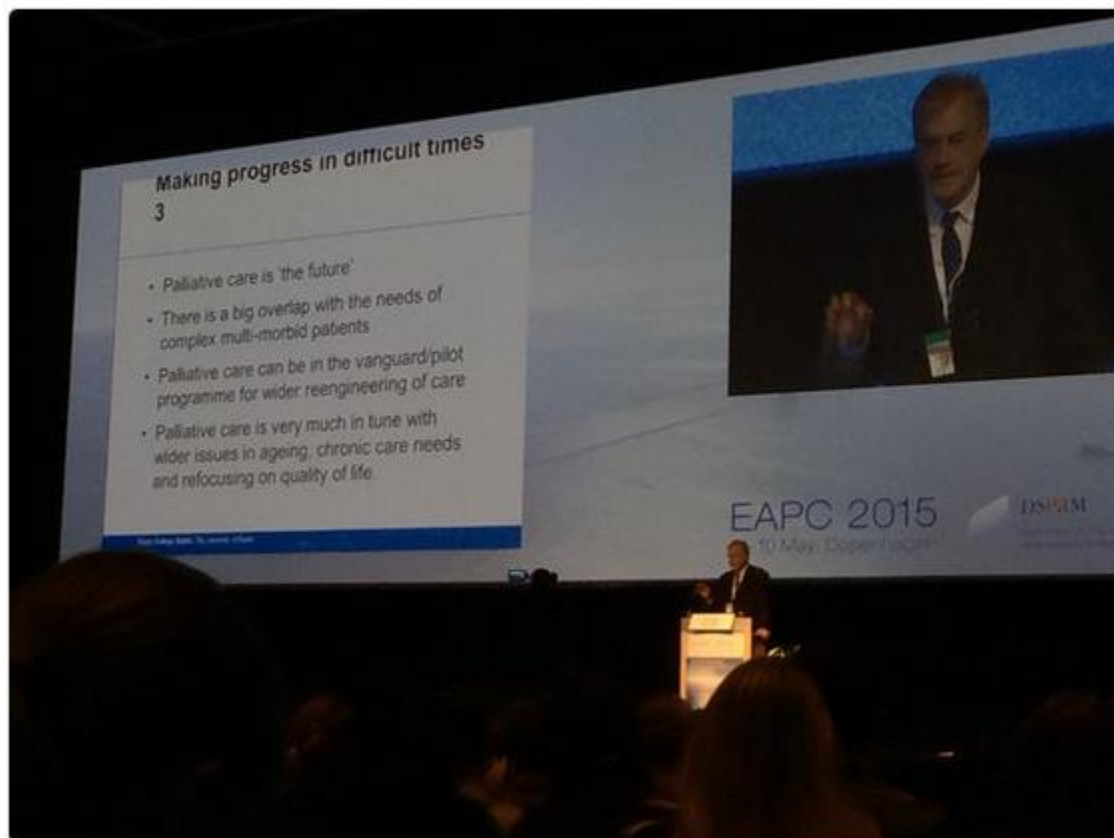 Making progress in difficult times
3
• Palliative care is 'the future'
• There is a big overlap with the needs of
complex multi-morbid patients
• Palliative care can be in the vanguard/pilot
programme for wider reengineering of care
• Palliative care is very much in tune with
wider issues in ageing, chronic care needs
and refocusing on quality of life.
EAPC 2015
10 May, Copenhagen